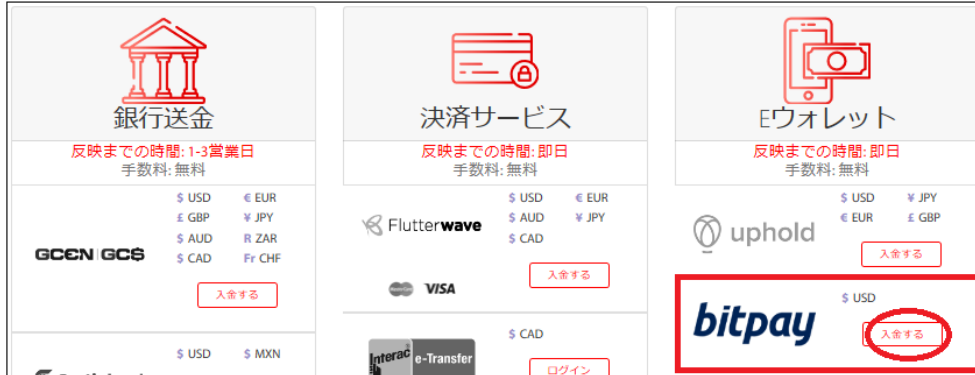 銀行送金
反映までの時間: 1-3営業日
手数料: 無料
GCEN GCS
$ USD € EUR
£ GBP ¥ JPY
$ AUD R ZAR
$ CAD Fr CHF
入金する
$ USD $ MXN
決済サービス
反映までの時間: 即日
手数料: 無料
Flutterwave
$ USD € EUR
$ AUD ¥ JPY
$ CAD
入金する
VISA
Interac e-Transfer
$ CAD
ログイン
Eウォレット
反映までの時間: 即日
手数料: 無料
uphold
$ USD ¥ JPY
€ EUR £ GBP
入金する
bitpay
$ USD
入金する